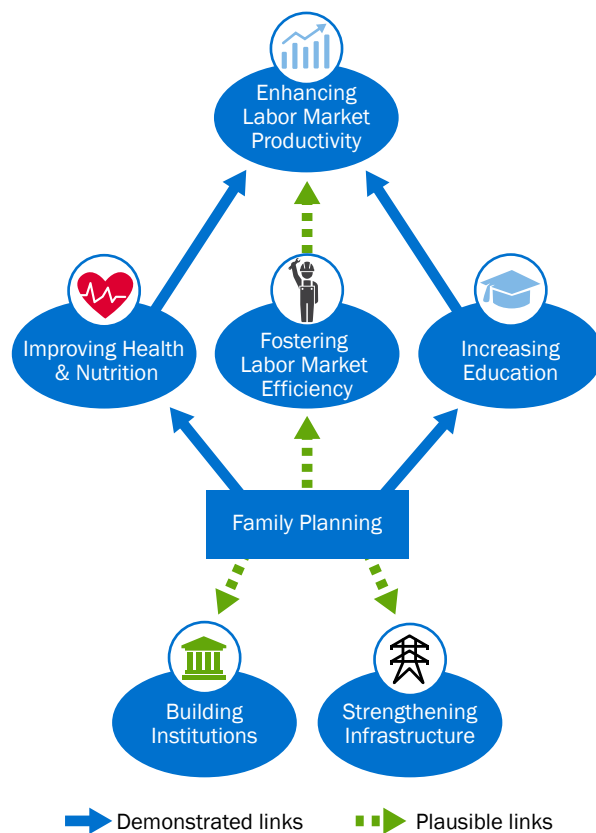 Enhancing
Labor Market
Productivity
Improving Health
& Nutrition
Fostering
Labor Market
Efficiency
Increasing
Education
Family Planning
Building
Institutions
Strengthening
Infrastructure
Demonstrated links
Plausible links